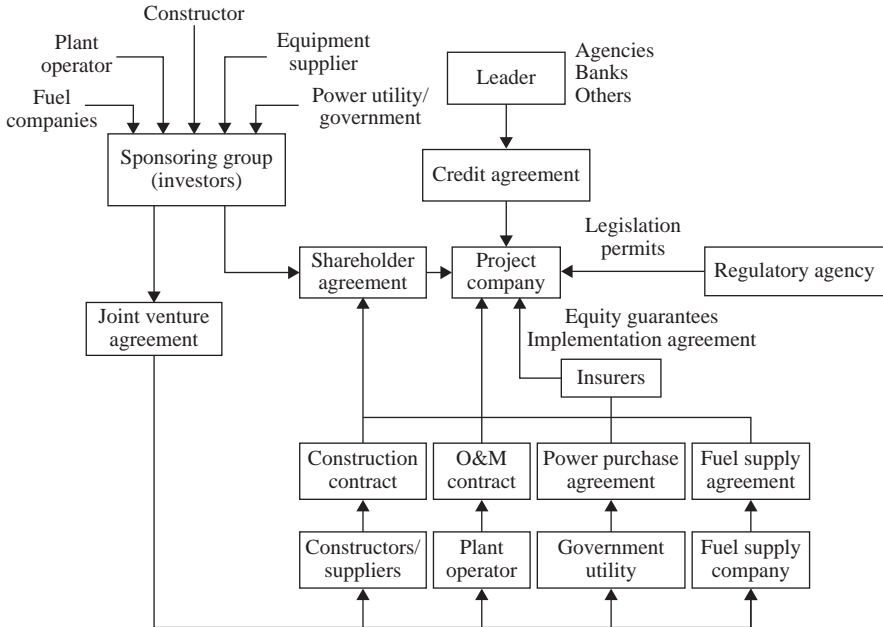 Constructor
Plant
operator
Equipment
supplier
Fuel
companies
Power utility/
government
Sponsoring group
(investors)
Leader
Agencies
Banks
Others
Credit agreement
Legislation
permits
Shareholder
agreement
Project
company
Regulatory agency
Joint venture
agreement
Equity guarantees
Implementation agreement
Insurers
Construction
contract
O&M
contract
Power purchase
agreement
Fuel supply
agreement
Constructors/
suppliers
Plant
operator
Government
utility
Fuel supply
company